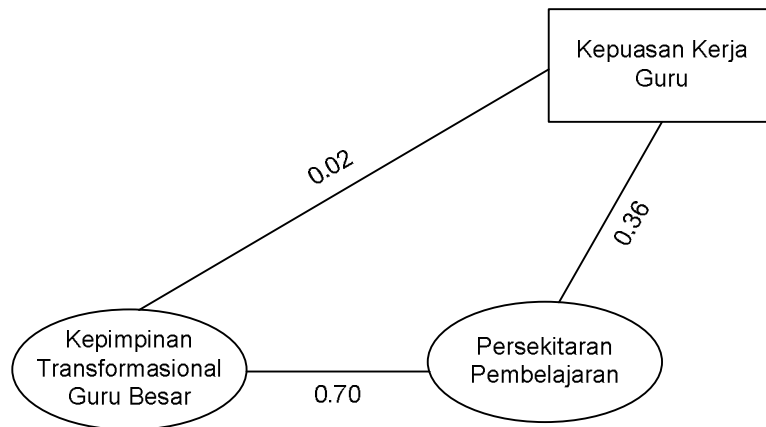 Kepuasan Kerja
Guru
0.02
0.36
Kepimpinan
Transformasional
Guru Besar
0.70
Persekitaran
Pembelajaran